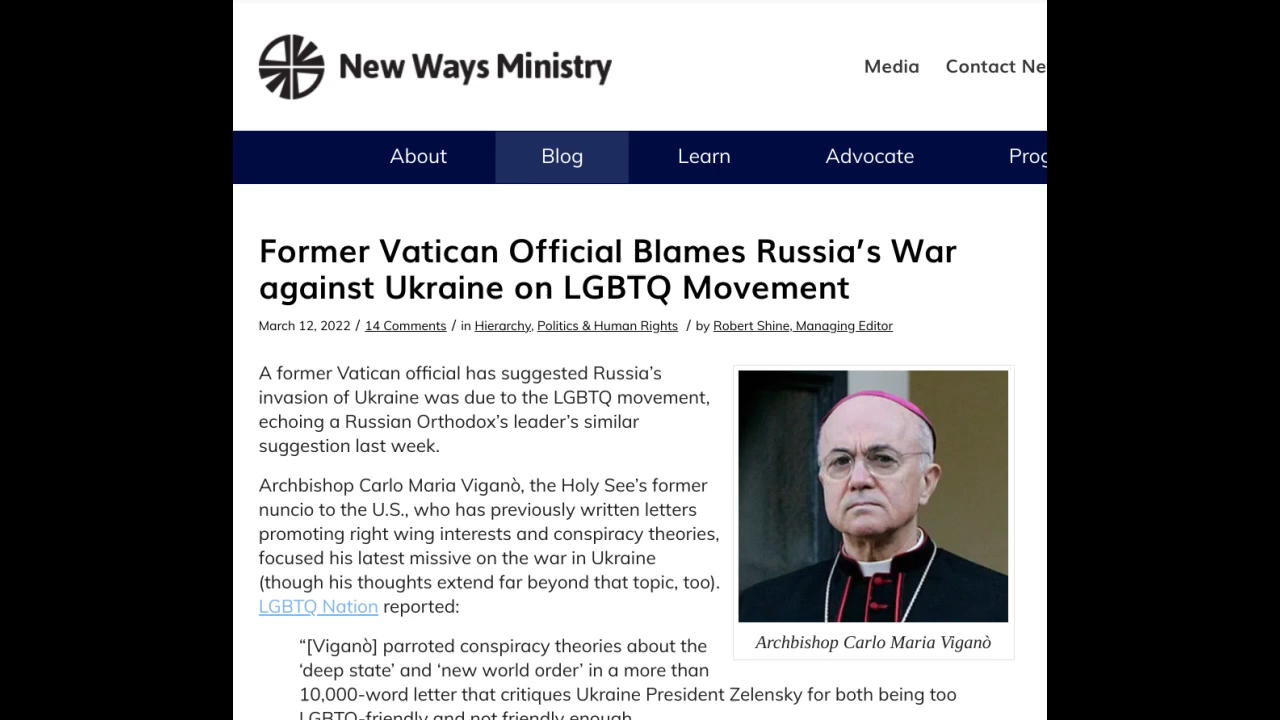 New Ways Ministry
Media
Contact Ne
About
Blog
Learn
Advocate
Prog
Former Vatican Official Blames Russia’s War
against Ukraine on LGBTQ Movement
March 12, 2022 / 14 Comments / in Hierarchy, Politics & Human Rights / by Robert Shine, Managing Editor
A former Vatican official has suggested Russia’s
invasion of Ukraine was due to the LGBTQ movement,
echoing a Russian Orthodox’s leader’s similar
suggestion last week.
Archbishop Carlo Maria Viganò, the Holy See’s former
nuncio to the U.S., who has previously written letters
promoting right wing interests and conspiracy theories,
focused his latest missive on the war in Ukraine
(though his thoughts extend far beyond that topic, too).
LGBTQ Nation reported:
Archbishop Carlo Maria Viganò
“[Viganò] parroted conspiracy theories about the
‘deep state’ and ‘new world order’ in a more than
10,000-word letter that critiques Ukraine President Zelensky for both being too
LGBTQ-friendly and not friendly enough